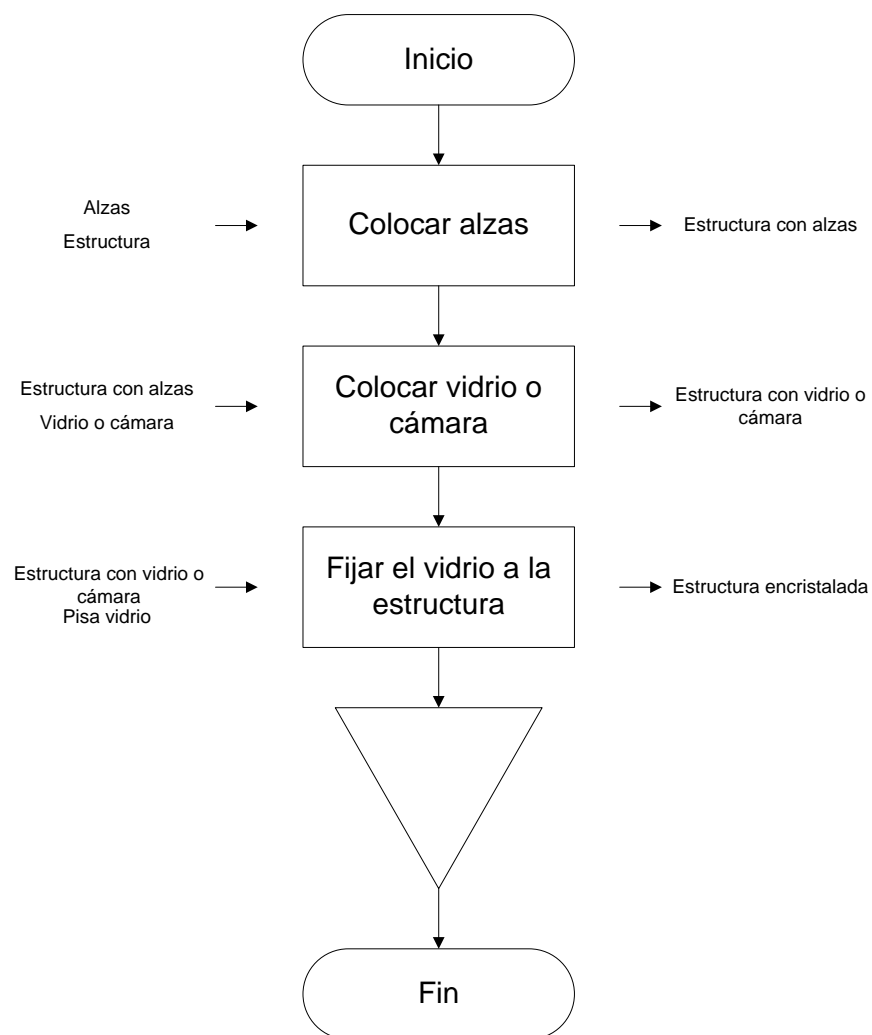 Inicio
Alzas
Estructura
Colocar alzas
Estructura con alzas
Estructura con alzas
Vidrio o cámara
Colocar vidrio o
cámara
Estructura con vidrio o
cámara
Estructura con vidrio o
cámara
Pisa vidrio
Fijar el vidrio a la
estructura
Estructura encristalada
Fin